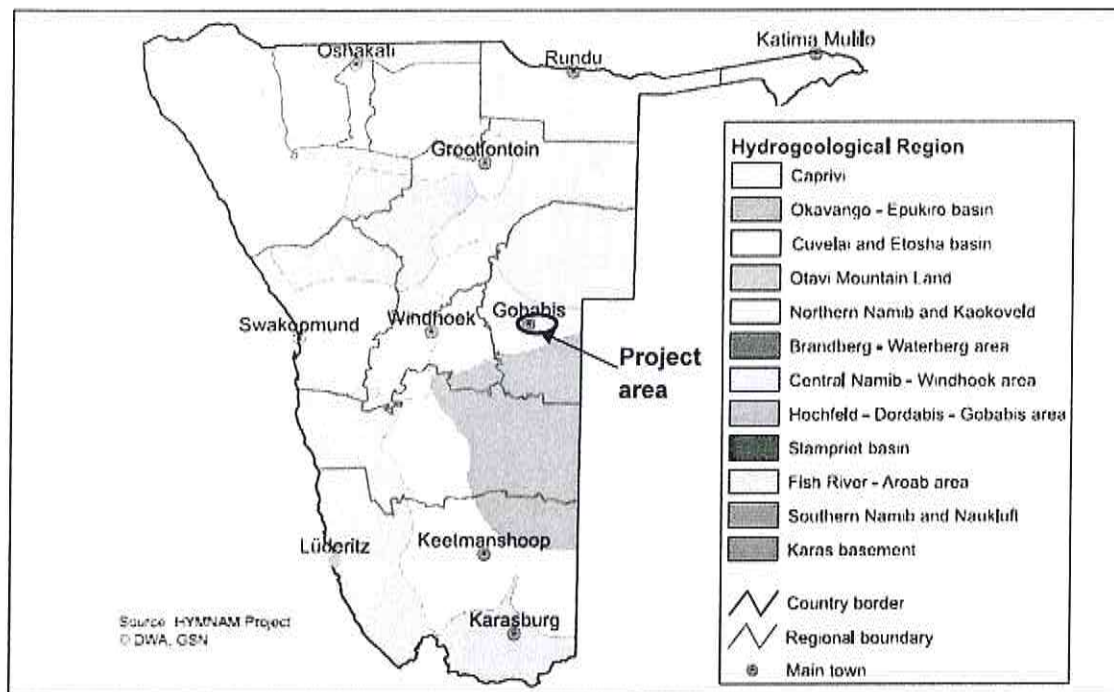 Katima Mulilo
Oshakati
Rundu
Grootfontein
Hydrogeological Region
Caprivi
Okavango - Epukiro basin
Cuvelai and Etosha basin
Otavi Mountain Land
Northern Namib and Kaokoveld
Brandberg - Waterberg area
Central Namib - Windhoek area
Hochfeld - Dordabis - Gobabis area
Stampriet basin
Fish River - Aroab area
Southern Namib and Naukluft
Karas basement
Country border
Regional boundary
Main town
Gobabis
Swakopmund
Windhoek
Project
area
Lüderitz
Keetmanshoop
Karasburg
Source: HYMNAM Project
© DWA, GSN